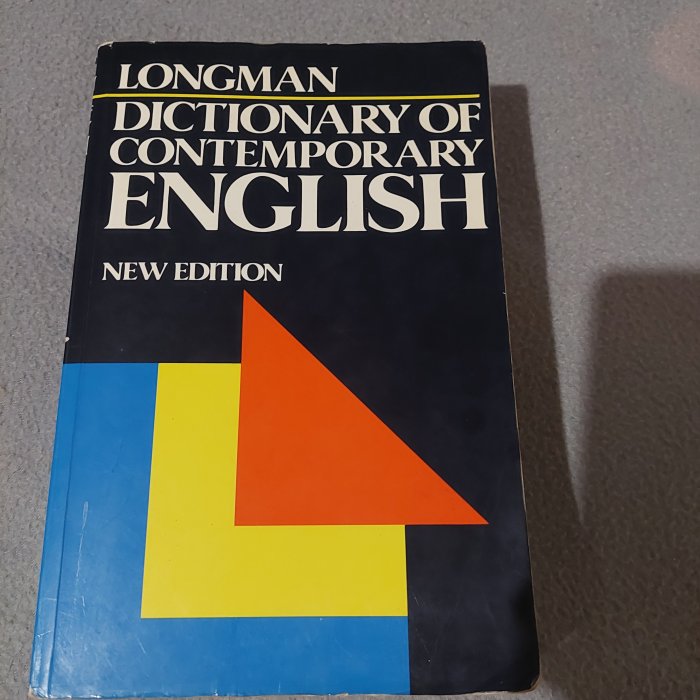 LONGMAN
DICTIONARY OF
CONTEMPORARY
ENGLISH
NEW EDITION